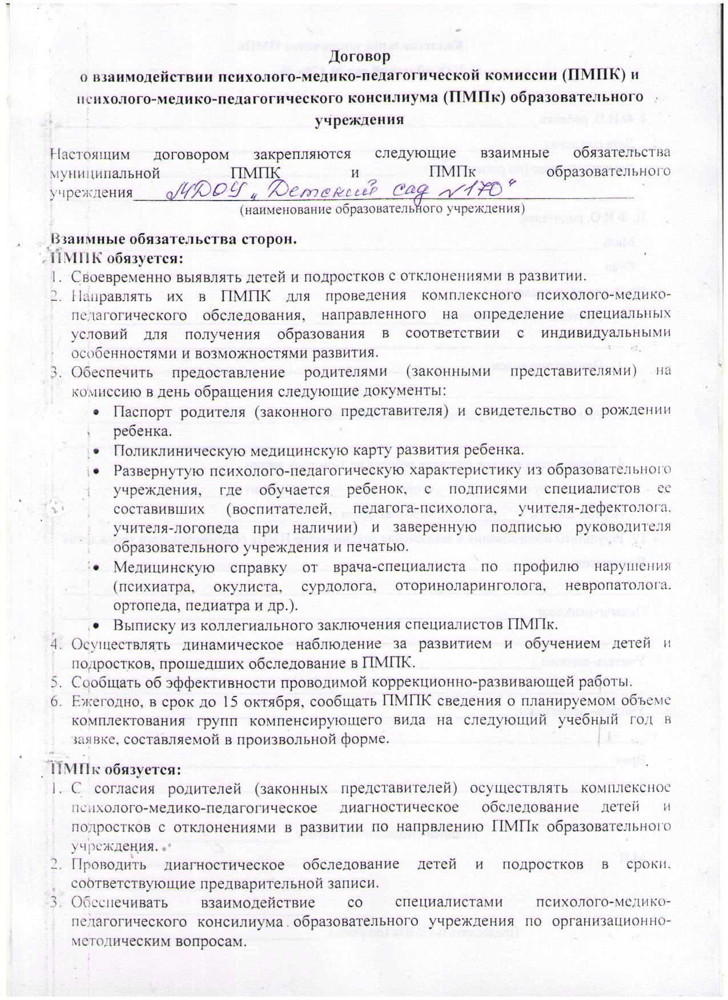 Договор
о взаимодействии психолого-медико-педагогической комиссии (ПМПК) и
психолого-медико-педагогического консилиума (ПМПк) образовательного
учреждения
Настоящим договором закрепляются следующие взаимные обязательства
муниципальной ПМПК и ПМПк образовательного
учреждения МДОУ „Детский сад №170“
(наименование образовательного учреждения)
Взаимные обязательства сторон.
ПМПК обязуется:
1. Своевременно выявлять детей и подростков с отклонениями в развитии.
2. Направлять их в ПМПК для проведения комплексного психолого-медико-
педагогического обследования, направленного на определение специальных
условий для получения образования в соответствии с индивидуальными
особенностями и возможностями развития.
3. Обеспечить предоставление родителями (законными представителями) на
комиссию в день обращения следующие документы:
• Паспорт родителя (законного представителя) и свидетельство о рождении
ребенка.
• Поликлиническую медицинскую карту развития ребенка.
• Развернутую психолого-педагогическую характеристику из образовательного
учреждения, где обучается ребенок, с подписями специалистов ее
составивших (воспитателей, педагога-психолога, учителя-дефектолога,
учителя-логопеда при наличии) и заверенную подписью руководителя
образовательного учреждения и печатью.
• Медицинскую справку от врача-специалиста по профилю нарушения
(психиатра, окулиста, сурдолога, оториноларинголога, невропатолога,
ортопеда, педиатра и др.).
• Выписку из коллегиального заключения специалистов ПМПк.
4. Осуществлять динамическое наблюдение за развитием и обучением детей и
подростков, прошедших обследование в ПМПК.
5. Сообщать об эффективности проводимой коррекционно-развивающей работы.
6. Ежегодно, в срок до 15 октября, сообщать ПМПК сведения о планируемом объеме
комплектования групп компенсирующего вида на следующий учебный год в
заявке, составляемой в произвольной форме.
ПМПк обязуется:
1. С согласия родителей (законных представителей) осуществлять комплексное
психолого-медико-педагогическое диагностическое обследование детей и
подростков с отклонениями в развитии по напрвлению ПМПк образовательного
учреждения.
2. Проводить диагностическое обследование детей и подростков в сроки,
соответствующие предварительной записи.
3. Обеспечивать взаимодействие со специалистами психолого-медико-
педагогического консилиума образовательного учреждения по организационно-
методическим вопросам.